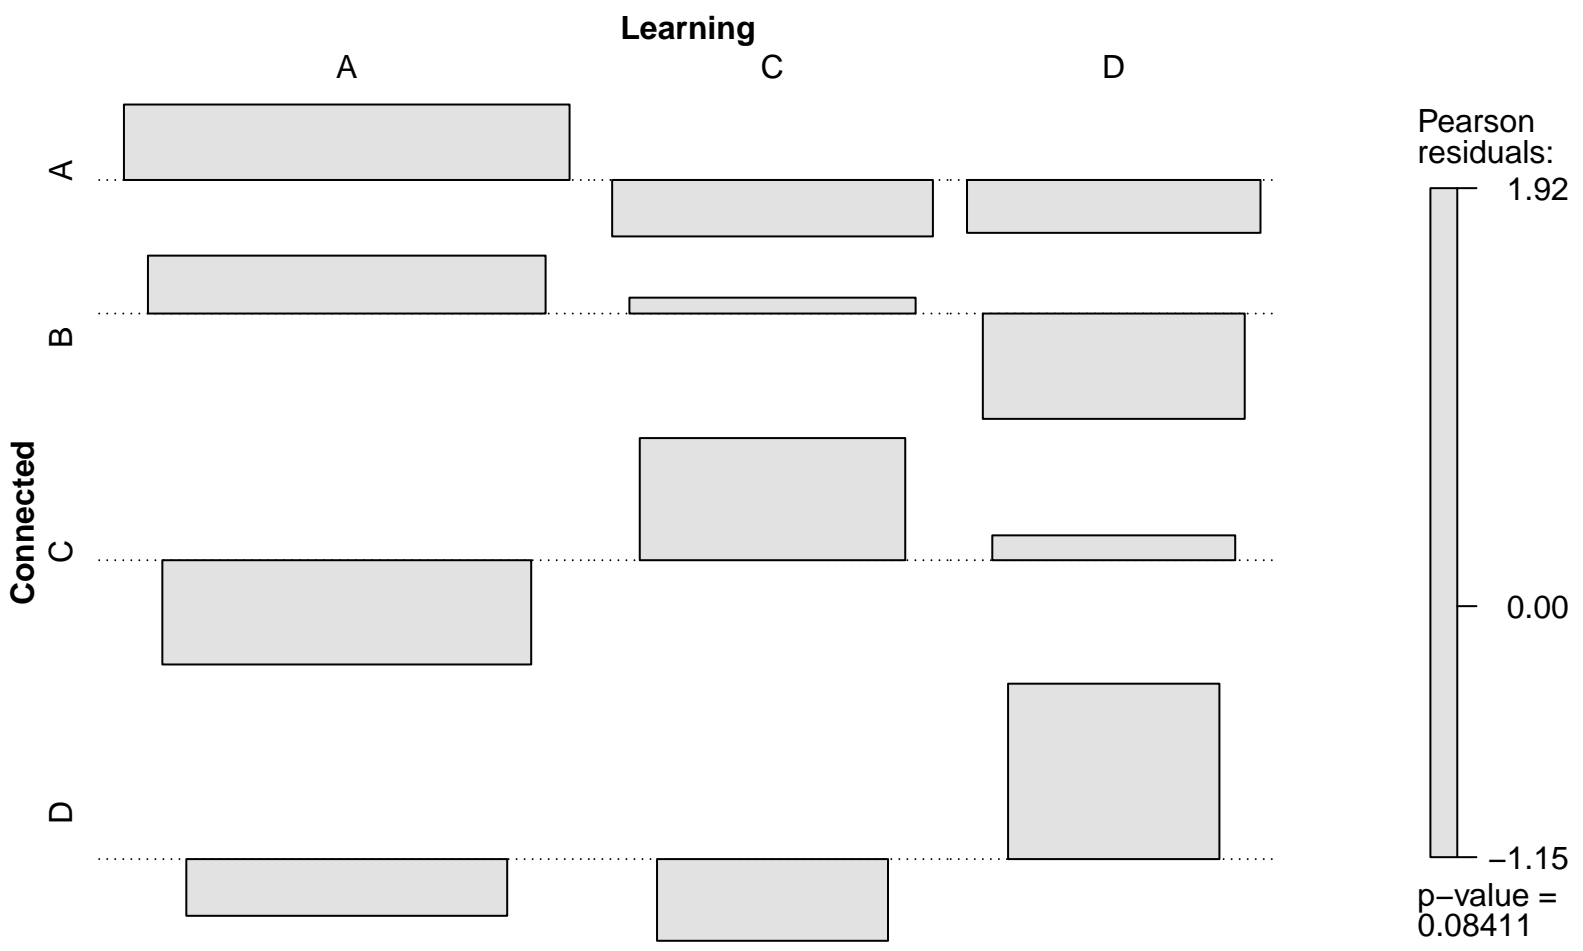 Learning
A C D
A
B
C
D
Connected
Pearson
residuals:
1.92
0.00
−1.15
p−value =
0.08411